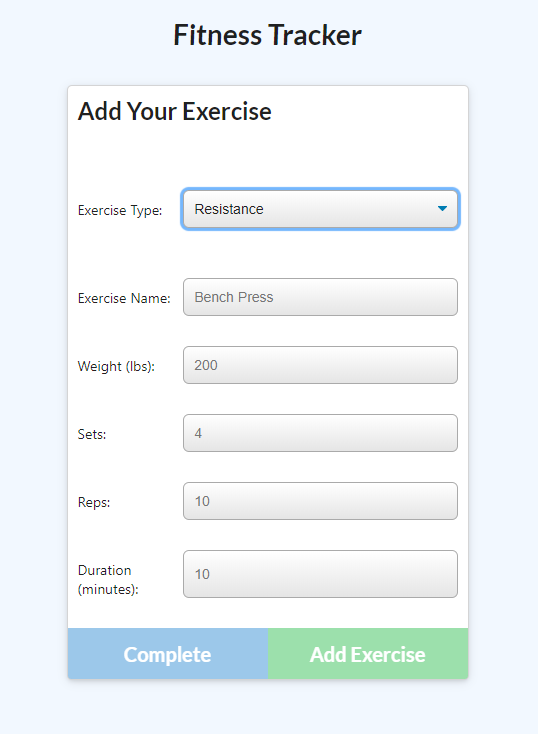 Fitness Tracker
Add Your Exercise
Exercise Type: Resistance
Exercise Name: Bench Press
Weight (lbs): 200
Sets: 4
Reps: 10
Duration
(minutes): 10
Complete Add Exercise